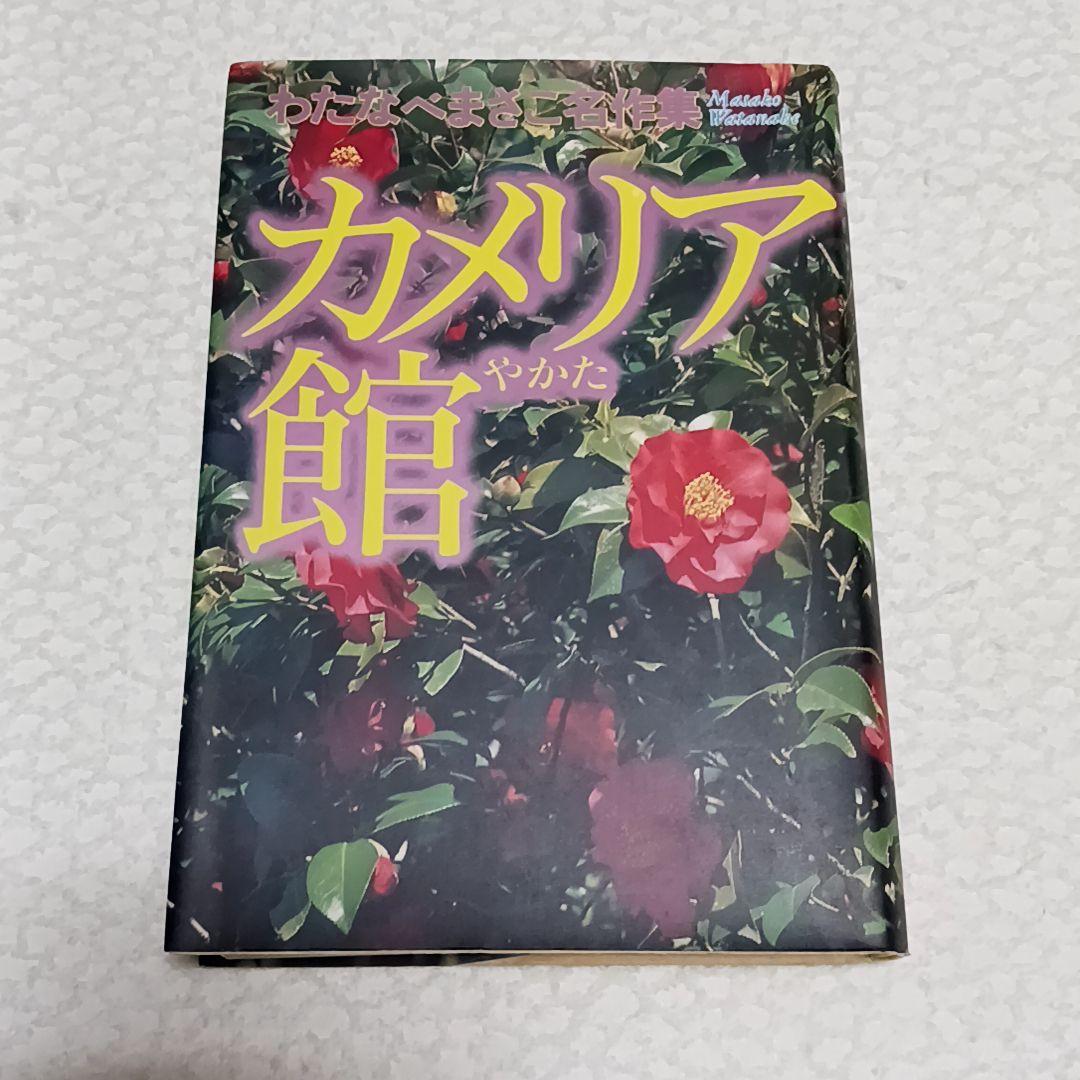 わたなべまさこ名作集
Masako
Watanabe
カメリア
館
やかた